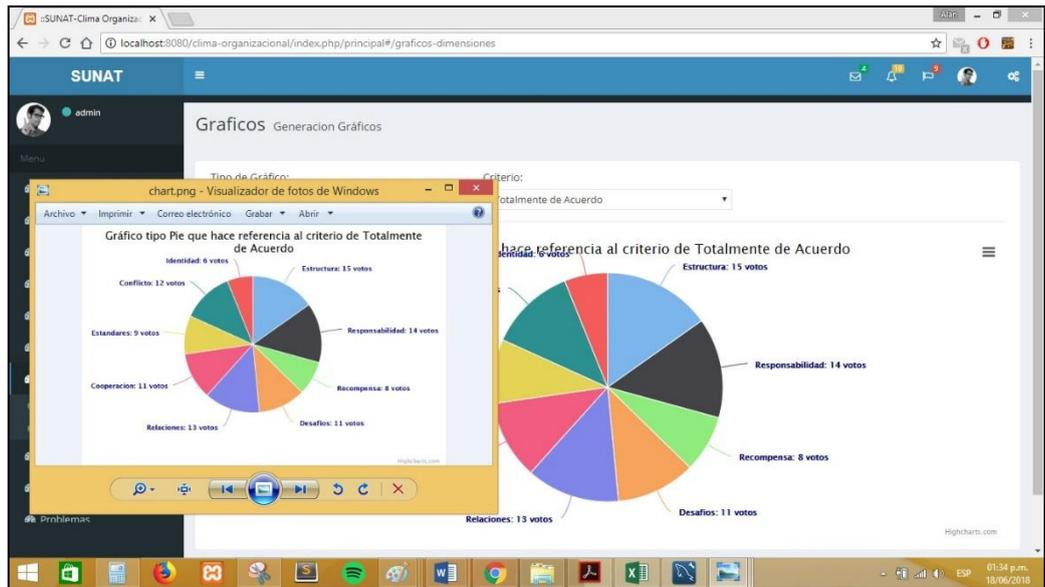 ::SUNAT-Clima Organizac
Alan
localhost:8080/clima-organizacional/index.php/principal#/graficos-dimensiones
SUNAT
4
10
9
admin
Graficos Generacion Gráficos
Menu
Tipo de Gráfico:
Criterio:
Totalmente de Acuerdo
hace referencia al criterio de Totalmente de Acuerdo
Identidad: 6 votos
Estructura: 15 votos
Responsabilidad: 14 votos
Recompensa: 8 votos
Desafios: 11 votos
Relaciones: 13 votos
Highcharts.com
Problemas
chart.png - Visualizador de fotos de Windows
Archivo Imprimir Correo electrónico Grabar Abrir
Gráfico tipo Pie que hace referencia al criterio de Totalmente
de Acuerdo
Identidad: 6 votos
Estructura: 15 votos
Conflicto: 12 votos
Estandares: 9 votos
Responsabilidad: 14 votos
Cooperacion: 11 votos
Recompensa: 8 votos
Relaciones: 13 votos
Desafios: 11 votos
Highcharts.com
ESP
01:34 p.m.
18/06/2018